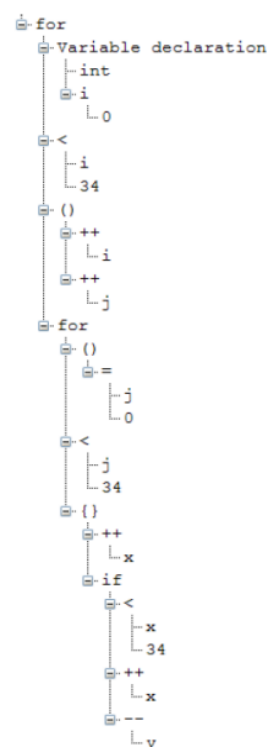 for
Variable declaration
int
i
0
<
i
34
()
++
i
++
j
for
()
=
j
0
<
j
34
{}
++
x
if
<
x
34
++
x
--
y